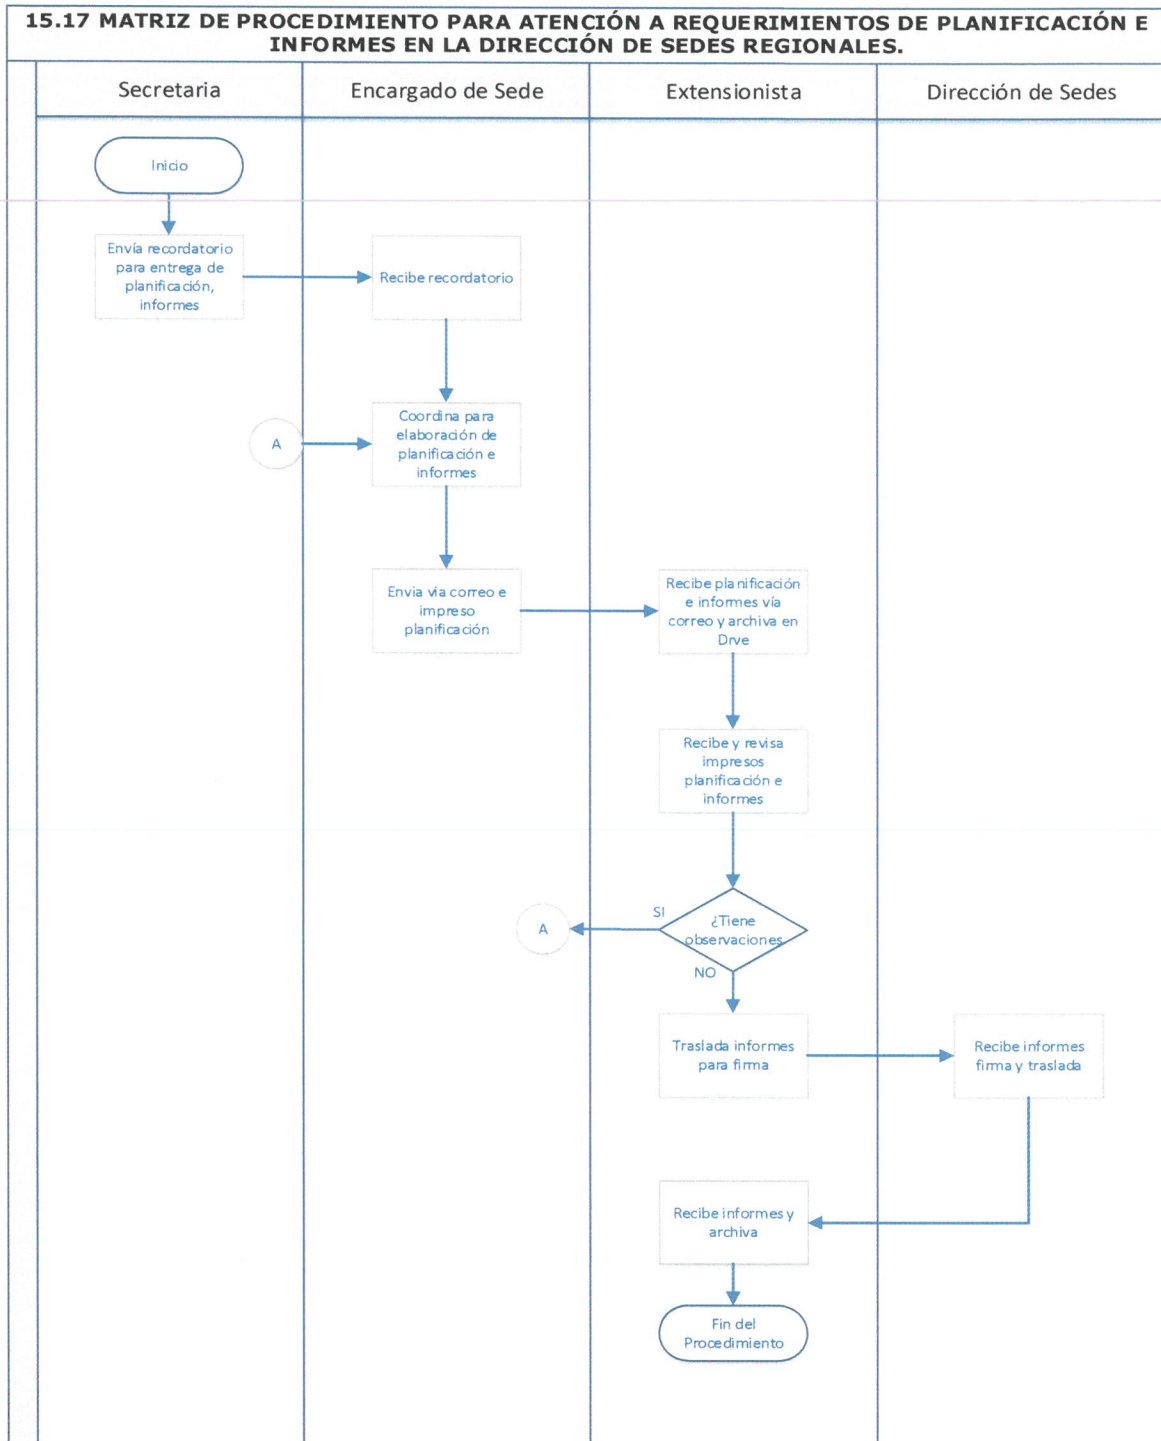 15.17 MATRIZ DE PROCEDIMIENTO PARA ATENCIÓN A REQUERIMIENTOS DE PLANIFICACIÓN E
INFORMES EN LA DIRECCIÓN DE SEDES REGIONALES.
Secretaria
Encargado de Sede
Extensionista
Dirección de Sedes
Inicio
Envía recordatorio
para entrega de
planificación,
informes
Recibe recordatorio
A
Coordina para
elaboración de
planificación e
informes
Envia via correo e
impreso
planificación
Recibe planificación
e informes vía
correo y archiva en
Drve
Recibe y revisa
impresos
planificación e
informes
A
SI
¿Tiene
observaciones
NO
Traslada informes
para firma
Recibe informes
firma y traslada
Recibe informes y
archiva
Fin del
Procedimiento